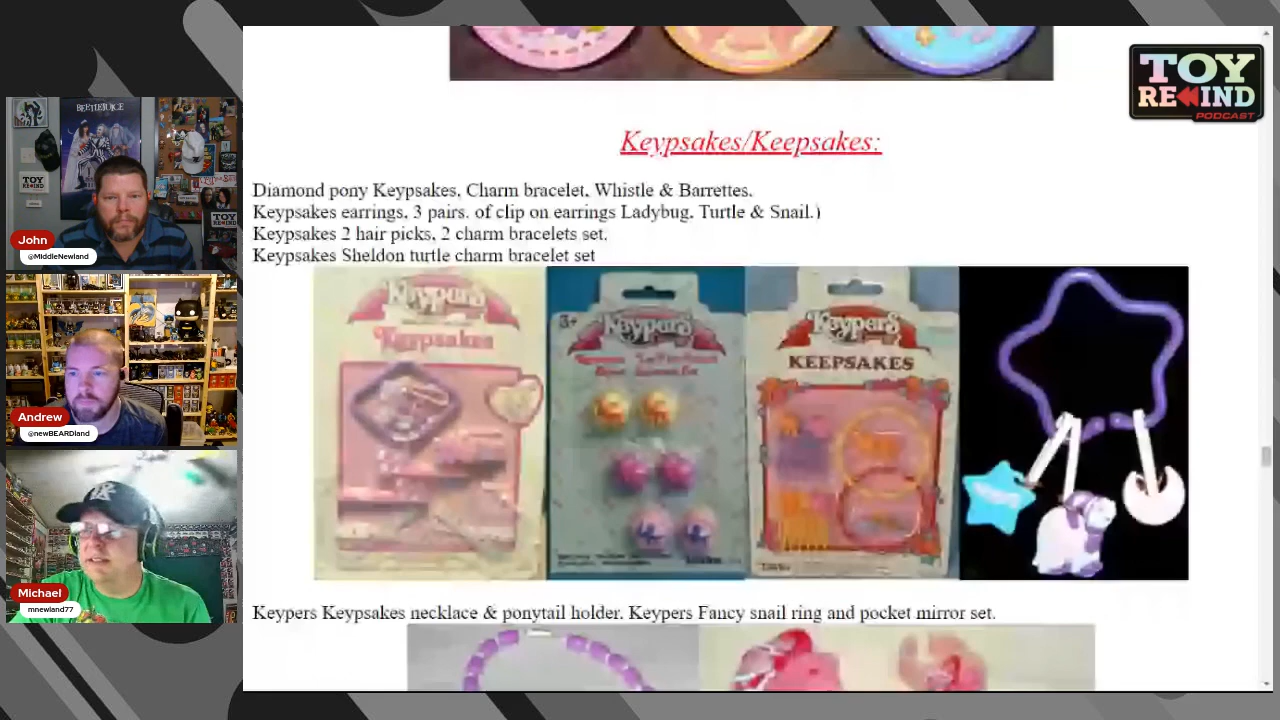 TOY
REWIND
PODCAST
BEETLEJUICE
TOY
John
@MiddleNewland
Andrew
@newBEARDland
Michael
mnewland77
Keypsakes/Keepsakes:
Diamond pony Keypsakes, Charm bracelet, Whistle & Barrettes.
Keypsakes earrings, 3 pairs. of clip on earrings Ladybug, Turtle & Snail.)
Keypsakes 2 hair picks, 2 charm bracelets set.
Keypsakes Sheldon turtle charm bracelet set
Keypers
Keypsakes
3+
Keypers
Keypers
KEEPSAKES
Keypers Keypsakes necklace & ponytail holder. Keypers Fancy snail ring and pocket mirror set.